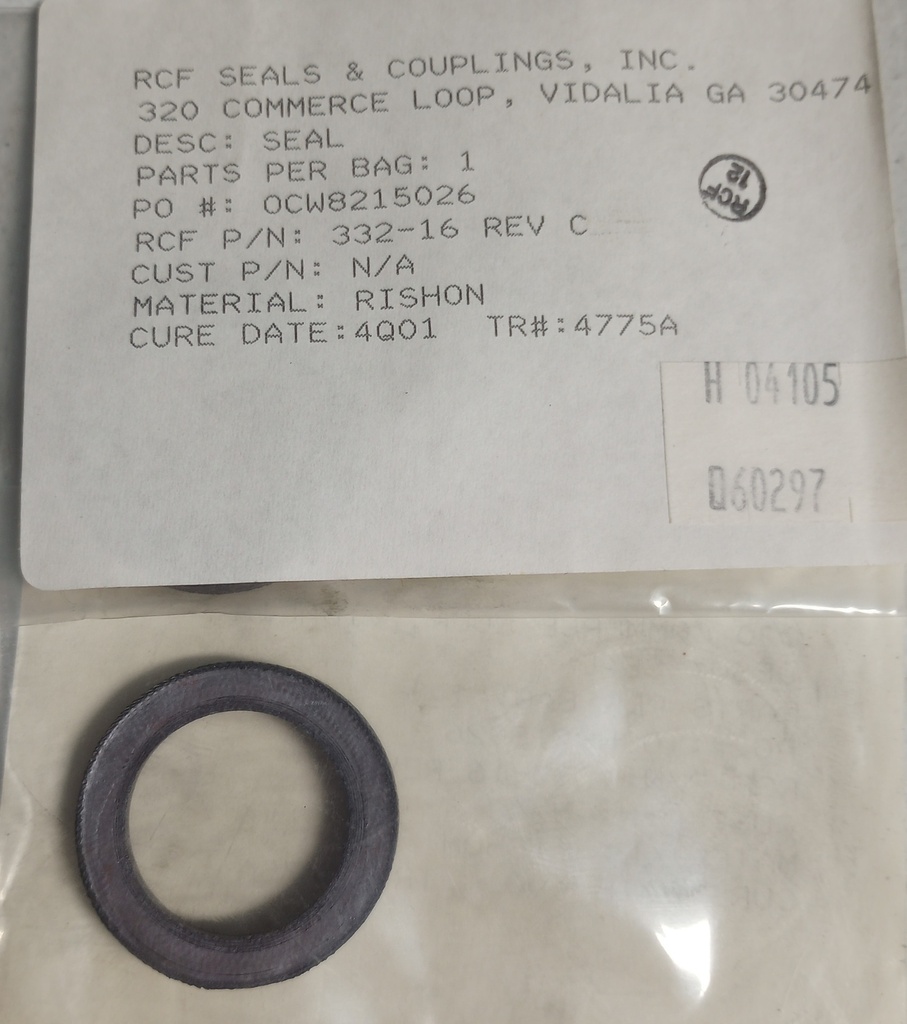 RCF SEALS & COUPLINGS, INC.
320 COMMERCE LOOP, VIDALIA GA 30474
DESC: SEAL
PARTS PER BAG: 1
PO #: OCW8215026
RCF P/N: 332-16 REV C
CUST P/N: N/A
MATERIAL: RISHON
CURE DATE:4Q01 TR#:4775A
RCF
12
H 04105
Q60297